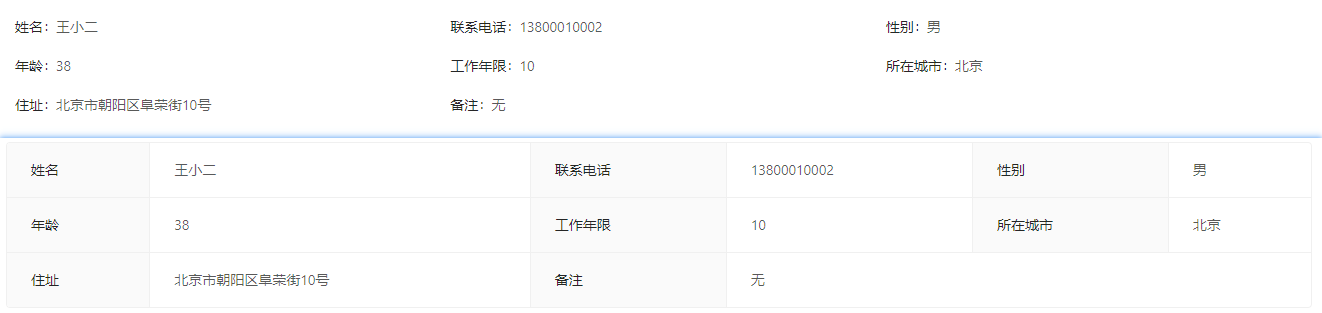 姓名：王小二 联系电话：13800010002 性别：男
年龄：38 工作年限：10 所在城市：北京
住址：北京市朝阳区阜荣街10号 备注：无
姓名 王小二 联系电话 13800010002 性别 男
年龄 38 工作年限 10 所在城市 北京
住址 北京市朝阳区阜荣街10号 备注 无